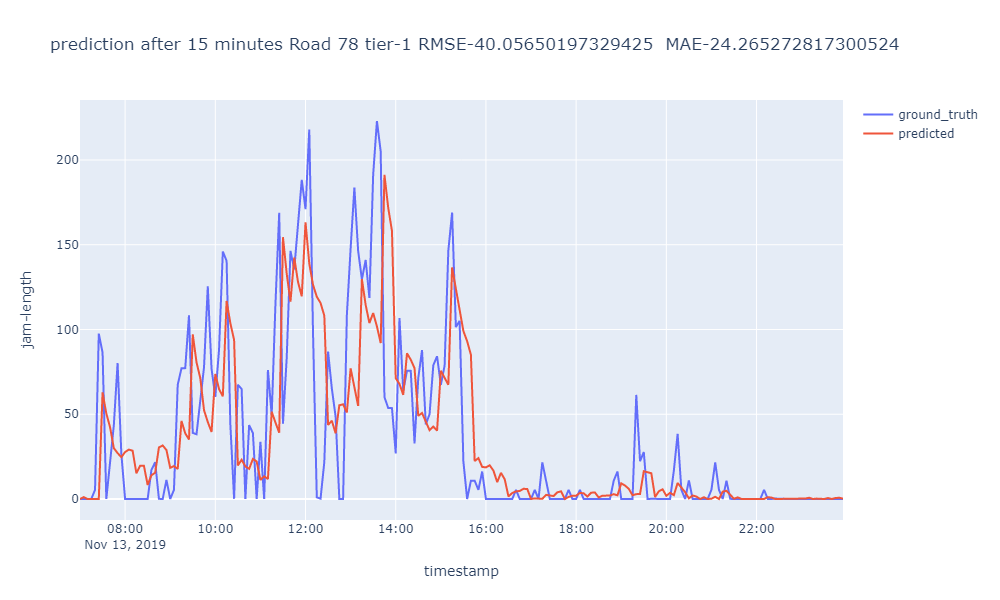 prediction after 15 minutes Road 78 tier-1 RMSE-40.05650197329425  MAE-24.265272817300524
ground_truth
predicted
jam-length
200
150
100
50
0
08:00 10:00 12:00 14:00 16:00 18:00 20:00 22:00
Nov 13, 2019
timestamp